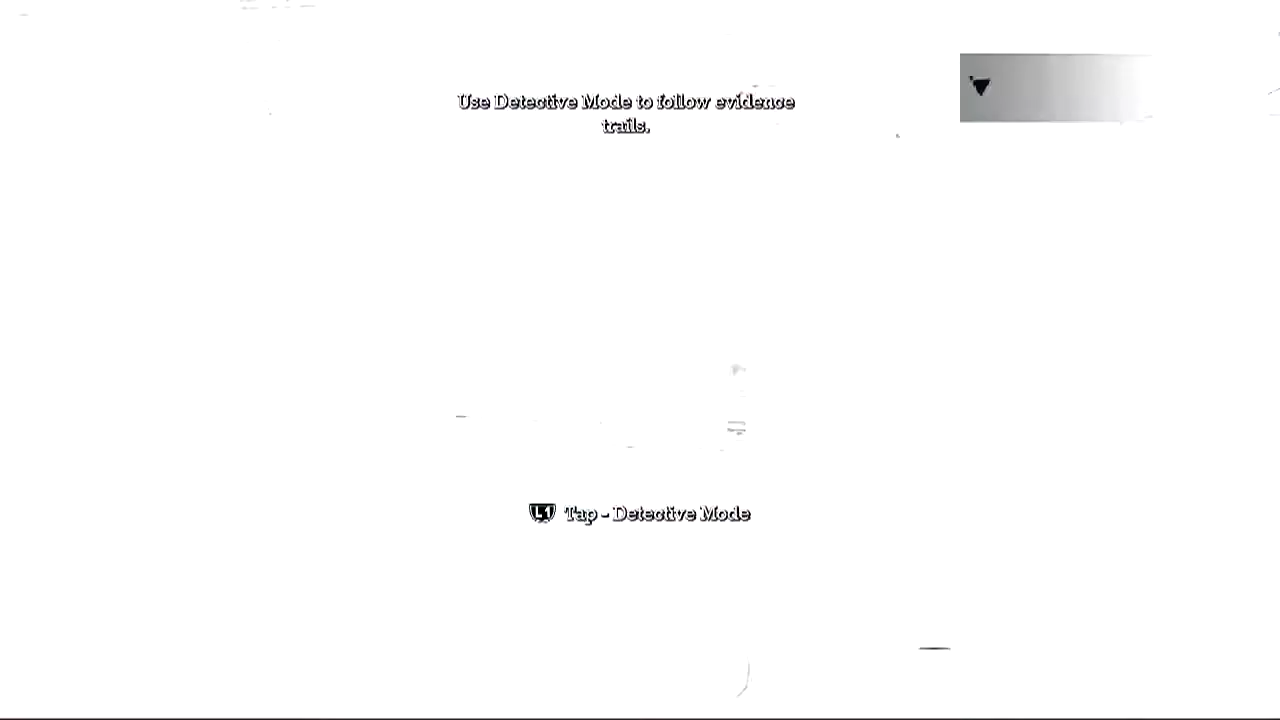 Use Detective Mode to follow evidence
trails.
L1 Tap - Detective Mode